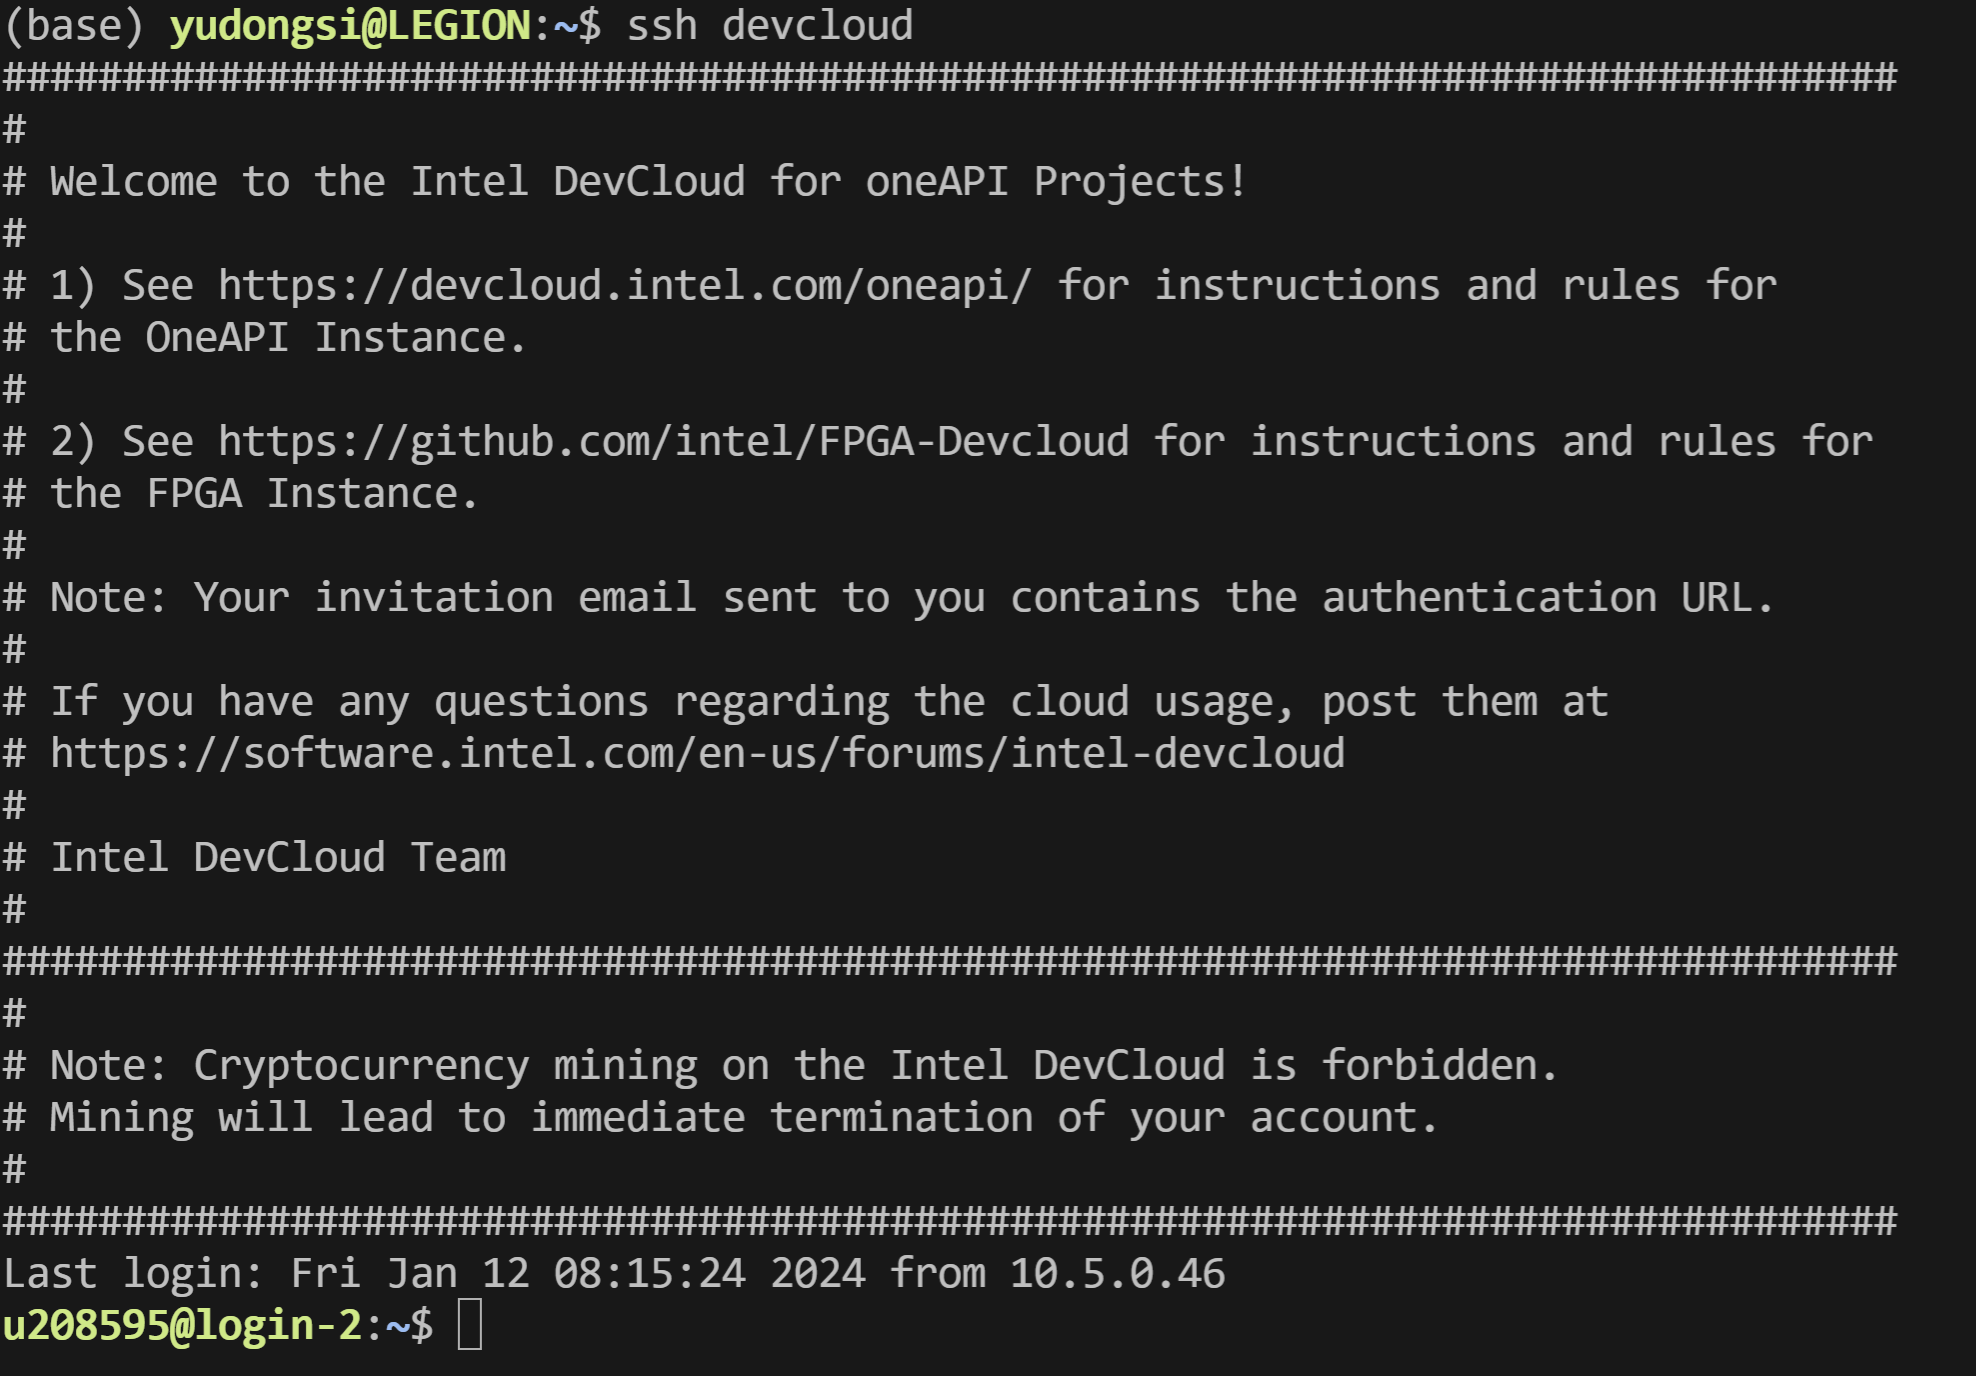 (base) yudongsi@LEGION:~$ ssh devcloud
###############################################################################
#
# Welcome to the Intel DevCloud for oneAPI Projects!
#
# 1) See https://devcloud.intel.com/oneapi/ for instructions and rules for
# the OneAPI Instance.
#
# 2) See https://github.com/intel/FPGA-Devcloud for instructions and rules for
# the FPGA Instance.
#
# Note: Your invitation email sent to you contains the authentication URL.
#
# If you have any questions regarding the cloud usage, post them at
# https://software.intel.com/en-us/forums/intel-devcloud
#
# Intel DevCloud Team
#
###############################################################################
#
# Note: Cryptocurrency mining on the Intel DevCloud is forbidden.
# Mining will lead to immediate termination of your account.
#
###############################################################################
Last login: Fri Jan 12 08:15:24 2024 from 10.5.0.46
u208595@login-2:~$